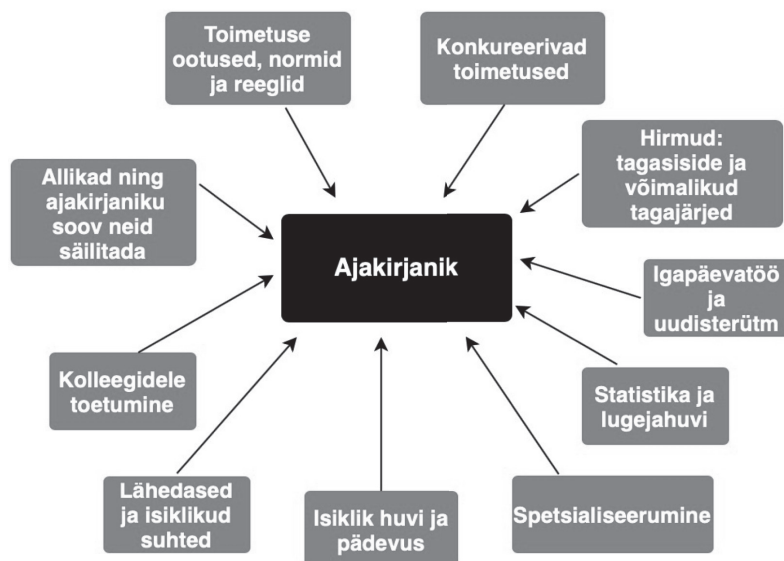 Toimetuse
ootused, normid
ja reeglid
Konkureerivad
toimetused
Hirmud:
tagasiside ja
võimalikud
tagajärjed
Allikad ning
ajakirjaniku
soov neid
säilitada
Ajakirjanik
Igapäevatöö
ja
uudisterütm
Kolleegidele
toetumine
Statistika ja
lugejahuvi
Lähedased
ja isiklikud
suhted
Isiklik huvi ja
pädevus
Spetsialiseerumine